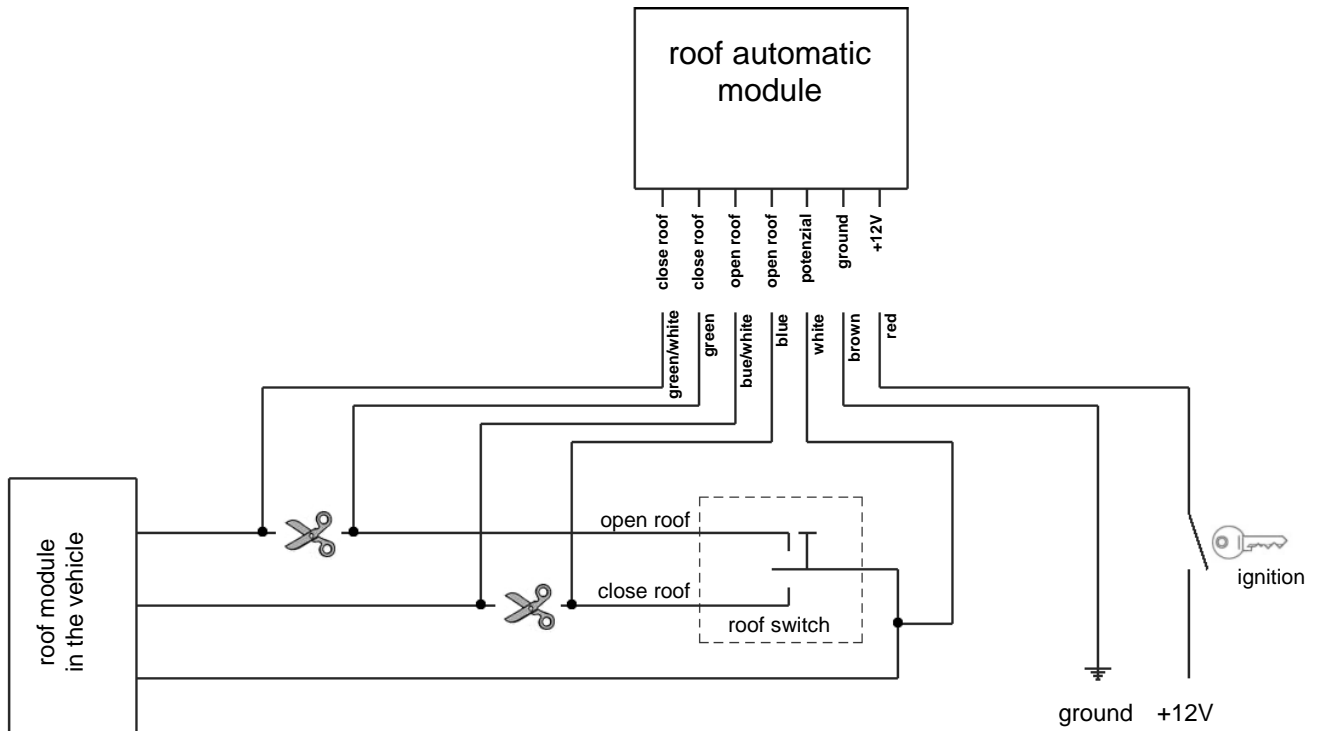 roof automatic
module
close roof
close roof
open roof
open roof
potenzial
ground
+12V
green/white
green
bue/white
blue
white
brown
red
open roof
close roof
roof switch
roof module
in the vehicle
ignition
ground
+12V